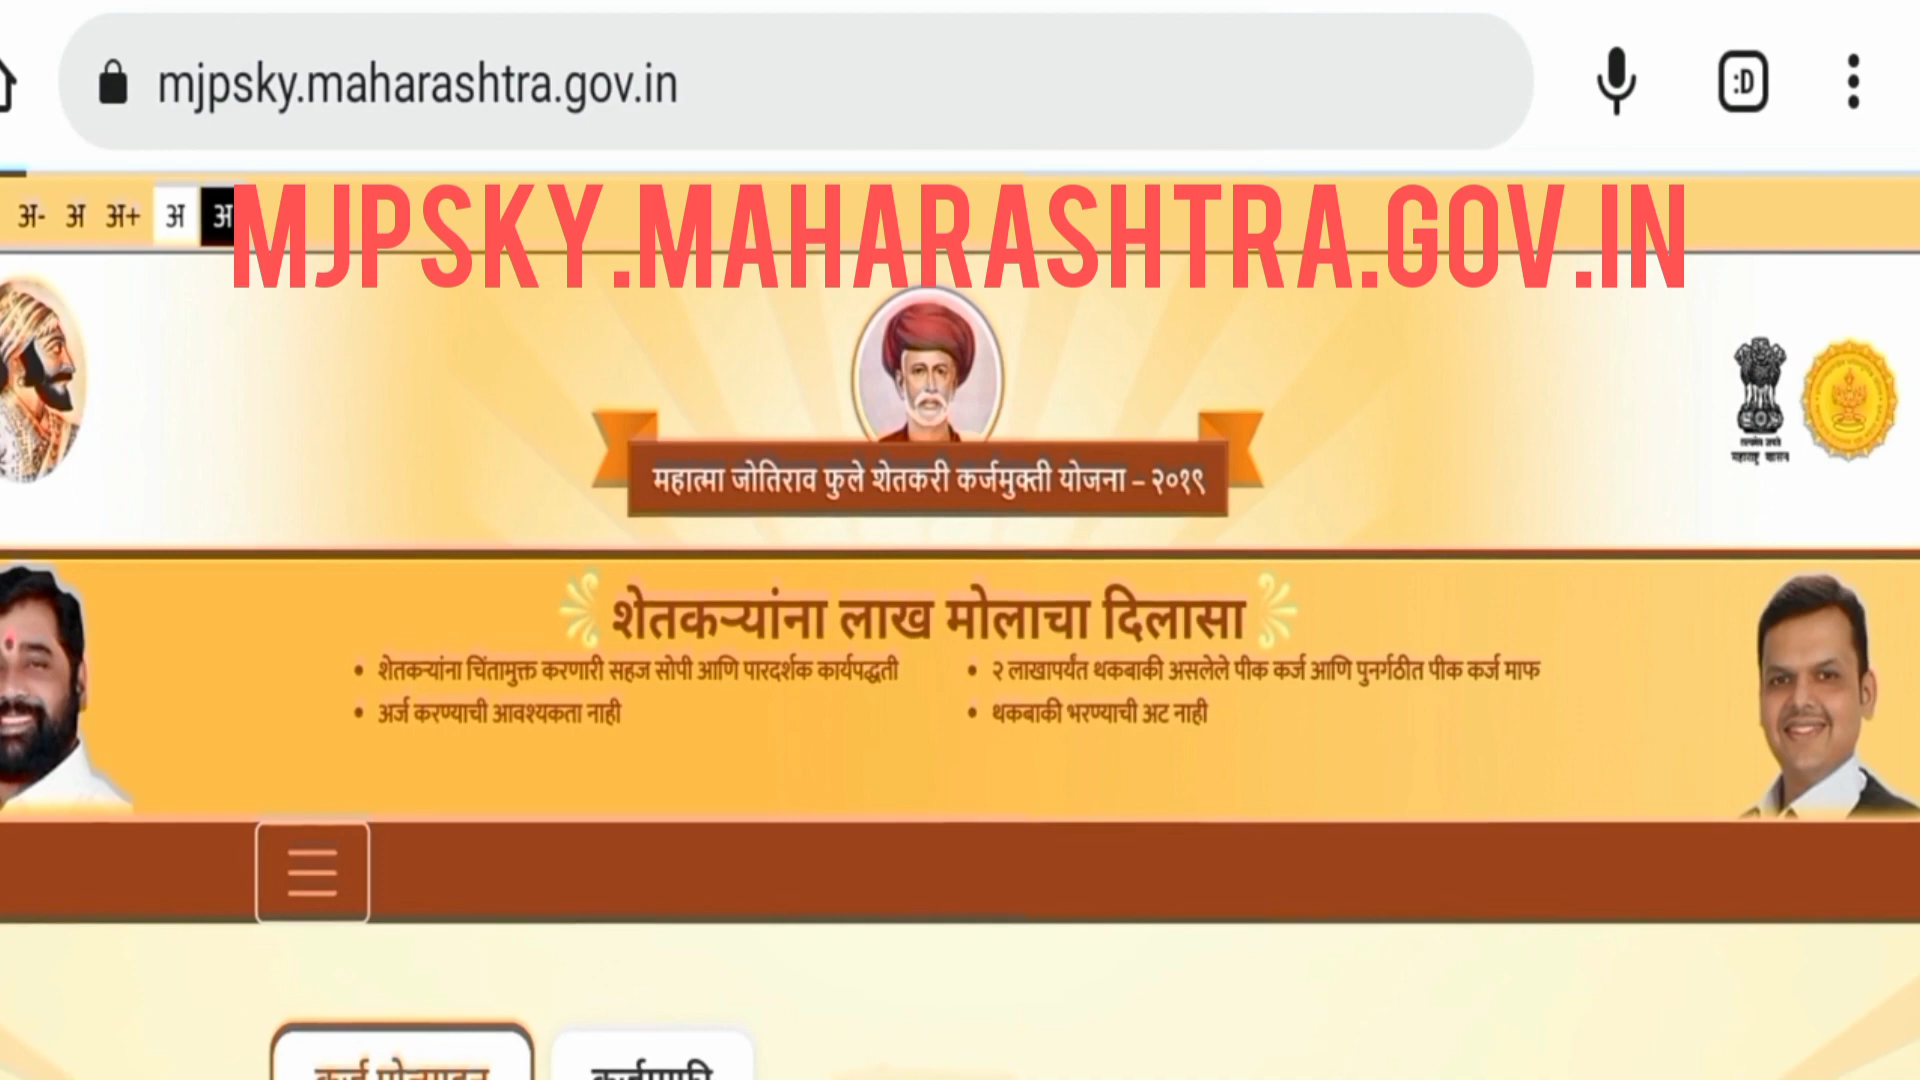 mjpsky.maharashtra.gov.in
:D
अ- अ अ+ अ अ
MJPSKY.MAHARASHTRA.GOV.IN
महाराष्ट्र शासन
महात्मा जोतिराव फुले शेतकरी कर्जमुक्ती योजना – २०१९
शेतकऱ्यांना लाख मोलाचा दिलासा
• शेतकऱ्यांना चिंतामुक्त करणारी सहज सोपी आणि पारदर्शक कार्यपद्धती
• अर्ज करण्याची आवश्यकता नाही
• २ लाखापर्यंत थकबाकी असलेले पीक कर्ज आणि पुनर्गठीत पीक कर्ज माफ
• थकबाकी भरण्याची अट नाही